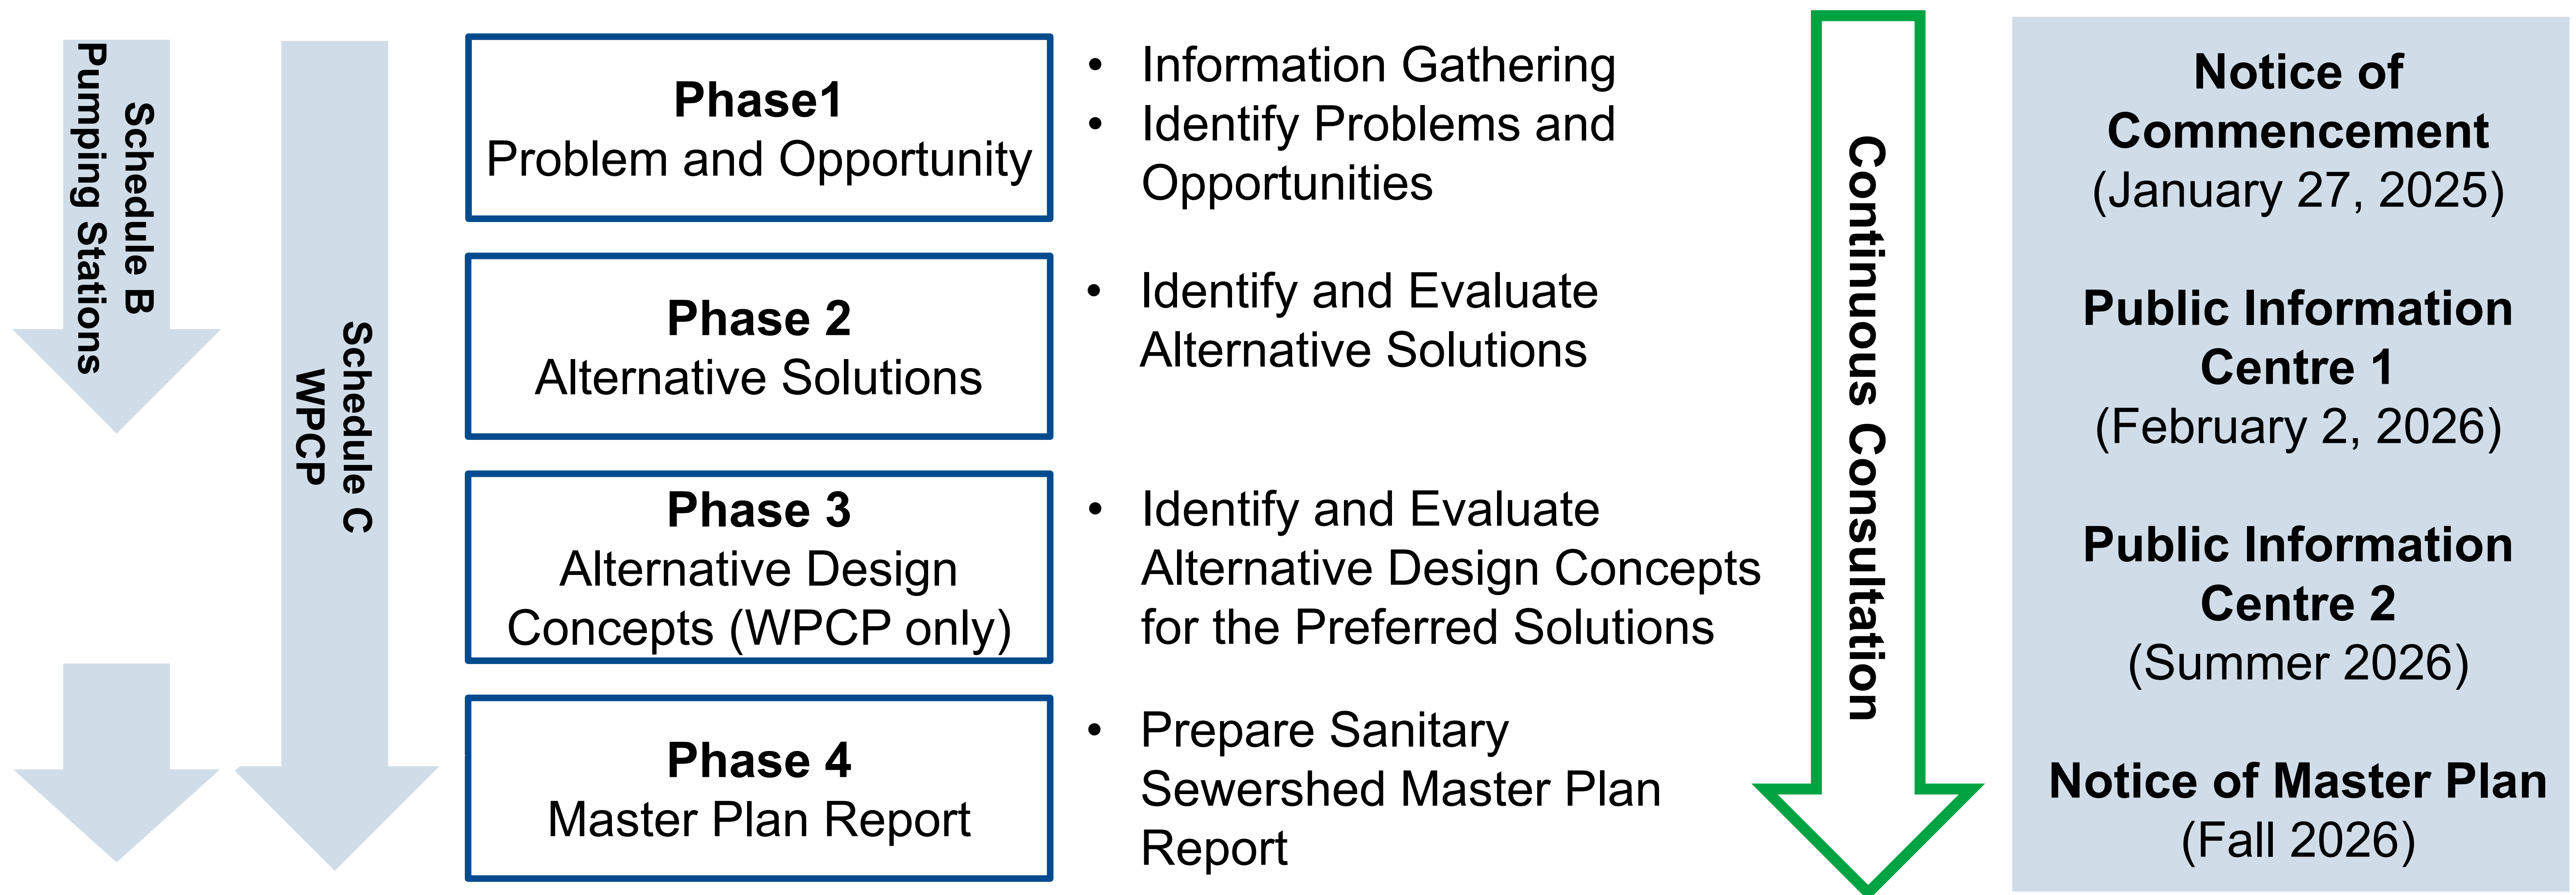 Schedule B
Pumping Stations
Schedule C
WPCP
Phase1
Problem and Opportunity
• Information Gathering
• Identify Problems and
Opportunities
Phase 2
Alternative Solutions
• Identify and Evaluate
Alternative Solutions
Phase 3
Alternative Design
Concepts (WPCP only)
• Identify and Evaluate
Alternative Design Concepts
for the Preferred Solutions
Phase 4
Master Plan Report
• Prepare Sanitary
Sewershed Master Plan
Report
Continuous Consultation
Notice of
Commencement
(January 27, 2025)
Public Information
Centre 1
(February 2, 2026)
Public Information
Centre 2
(Summer 2026)
Notice of Master Plan
(Fall 2026)